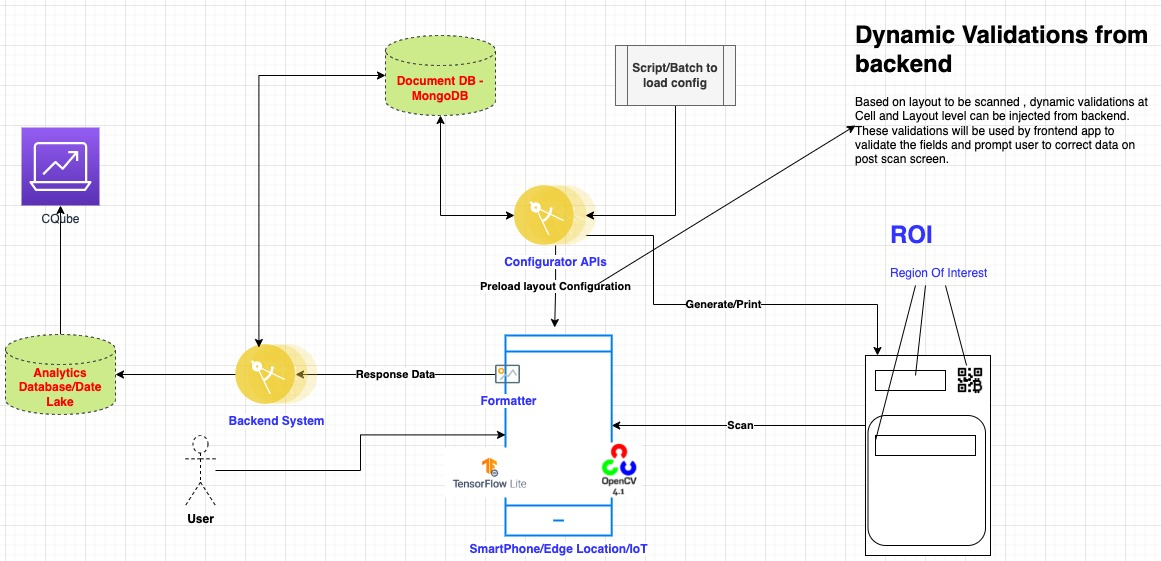 Dynamic Validations from
backend
Based on layout to be scanned , dynamic validations at
Cell and Layout level can be injected from backend.
These validations will be used by frontend app to
validate the fields and prompt user to correct data on
post scan screen.
Document DB -
MongoDB
Script/Batch to
load config
CQube
Configurator APIs
Preload layout Configuration
ROI
Region Of Interest
Generate/Print
Analytics
Database/Date
Lake
Backend System
Response Data
Formatter
Scan
User
TensorFlow Lite
OpenCV
4.1
SmartPhone/Edge Location/IoT